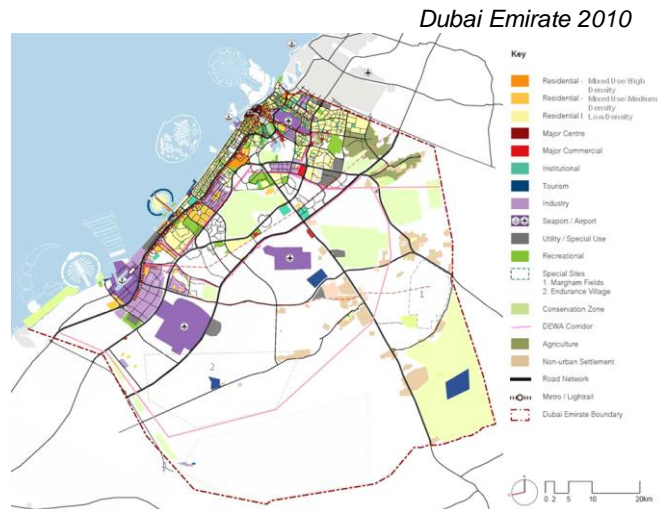 Dubai Emirate 2010
Key
Residential - Mixed Use/High
Density
Residential - Mixed Use/Medium
Density
Residential l Low Density
Major Centre
Major Commercial
Institutional
Tourism
Industry
Seaport / Airport
Utility / Special Use
Recreational
Special Sites
1. Margham Fields
2. Endurance Village
Conservation Zone
DEWA Corridor
Agriculture
Non-urban Settlement
Road Network
Metro / Lightrail
Dubai Emirate Boundary
1
2
0 2 5 10 20km